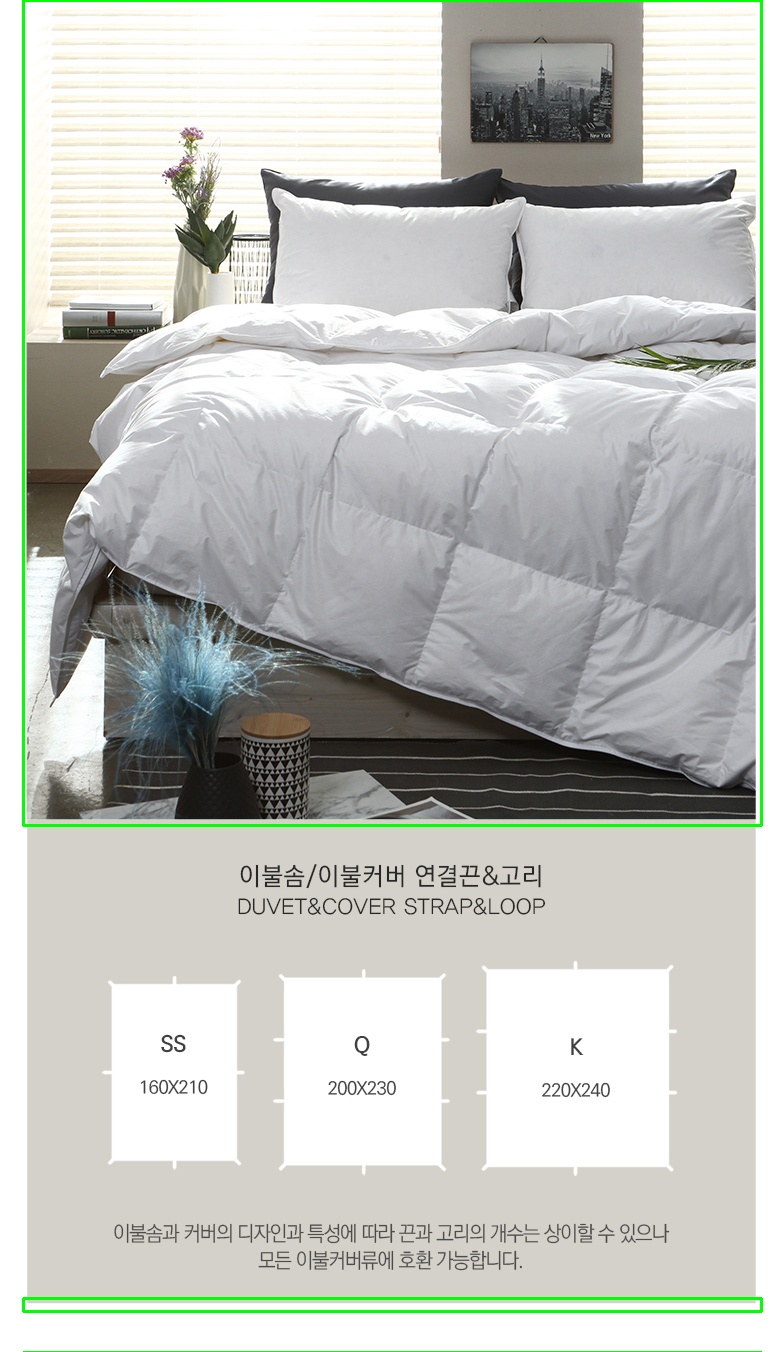 New York
이불솜/이불커버 연결끈&고리
DUVET&COVER STRAP&LOOP
SS
160X210
Q
200X230
K
220X240
이불솜과 커버의 디자인과 특성에 따라 끈과 고리의 개수는 상이할 수 있으나
모든 이불커버류에 호환 가능합니다.